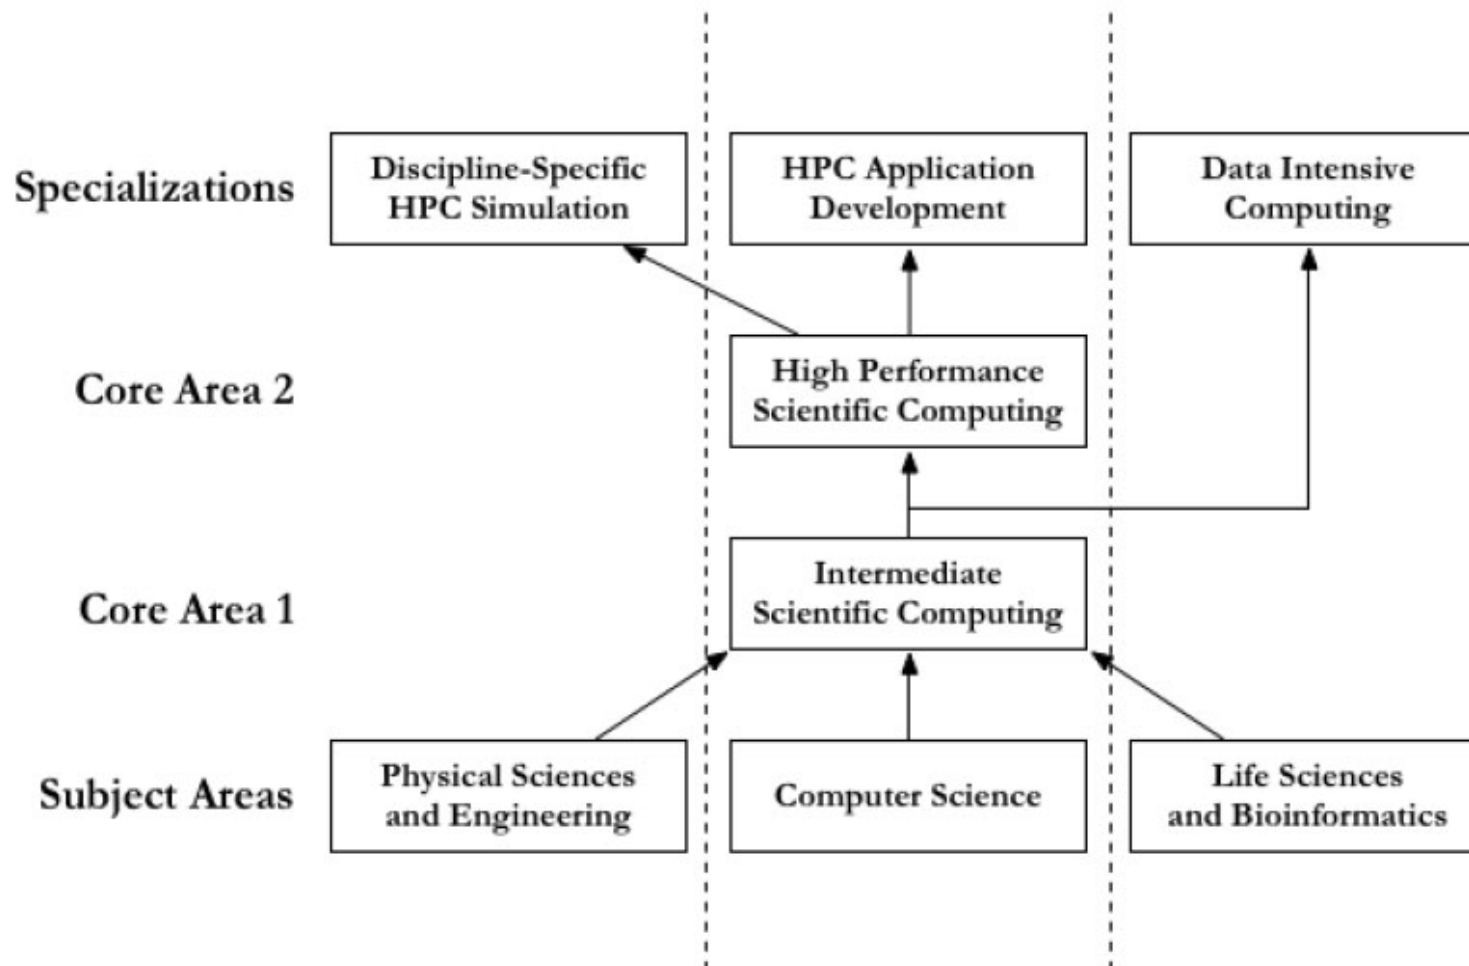 Specializations
Discipline-Specific
HPC Simulation
HPC Application
Development
Data Intensive
Computing
Core Area 2
High Performance
Scientific Computing
Core Area 1
Intermediate
Scientific Computing
Subject Areas
Physical Sciences
and Engineering
Computer Science
Life Sciences
and Bioinformatics